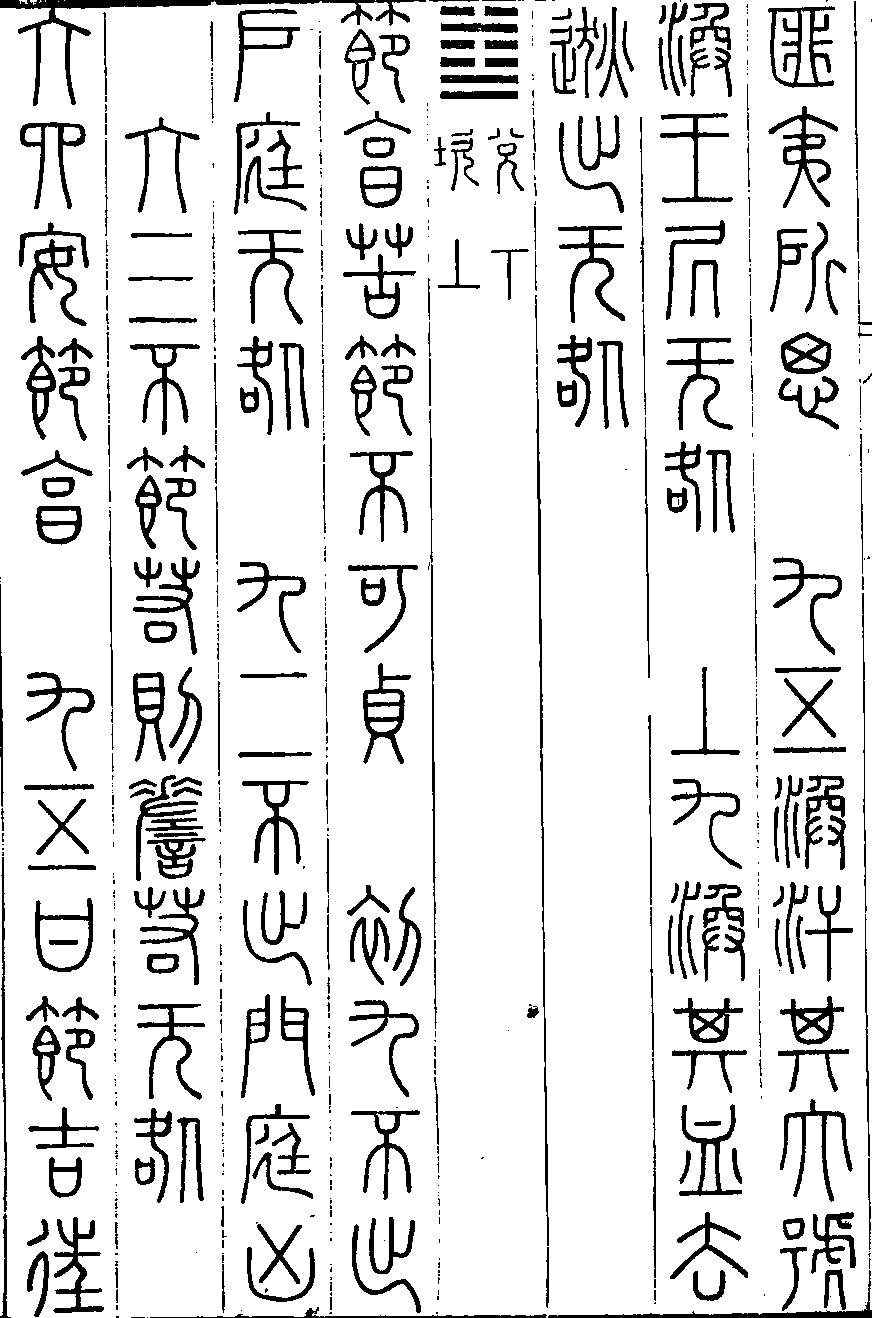 匪夷所思 九五渙汗其大號
渙王居无咎 上九渙其血去
逖出无咎
䷻ 兌下坎上
節亨苦節不可貞 初九不出
戶庭无咎 九二不出門庭凶
六三不節若則嗟若无咎
六四安節亨 九五甘節吉往